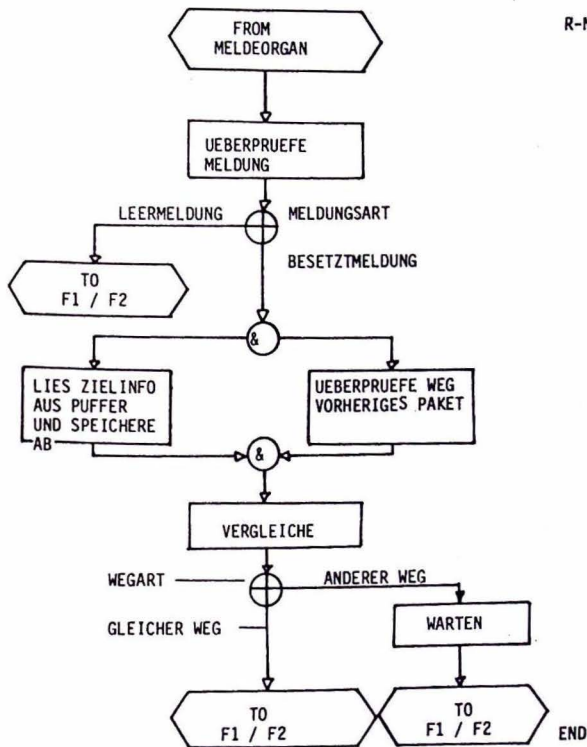 FROM
MELDEORGAN
UEBERPRUEFE
MELDUNG
LEERMELDUNG
MELDUNGSART
BESETZTMELDUNG
TO
F1 / F2
&
LIES ZIELINFO
AUS PUFFER
UND SPEICHERE
AB
UEBERPRUEFE WEG
VORHERIGES PAKET
&
VERGLEICHE
WEGART
ANDERER WEG
GLEICHER WEG
WARTEN
TO
F1 / F2
TO
F1 / F2
END